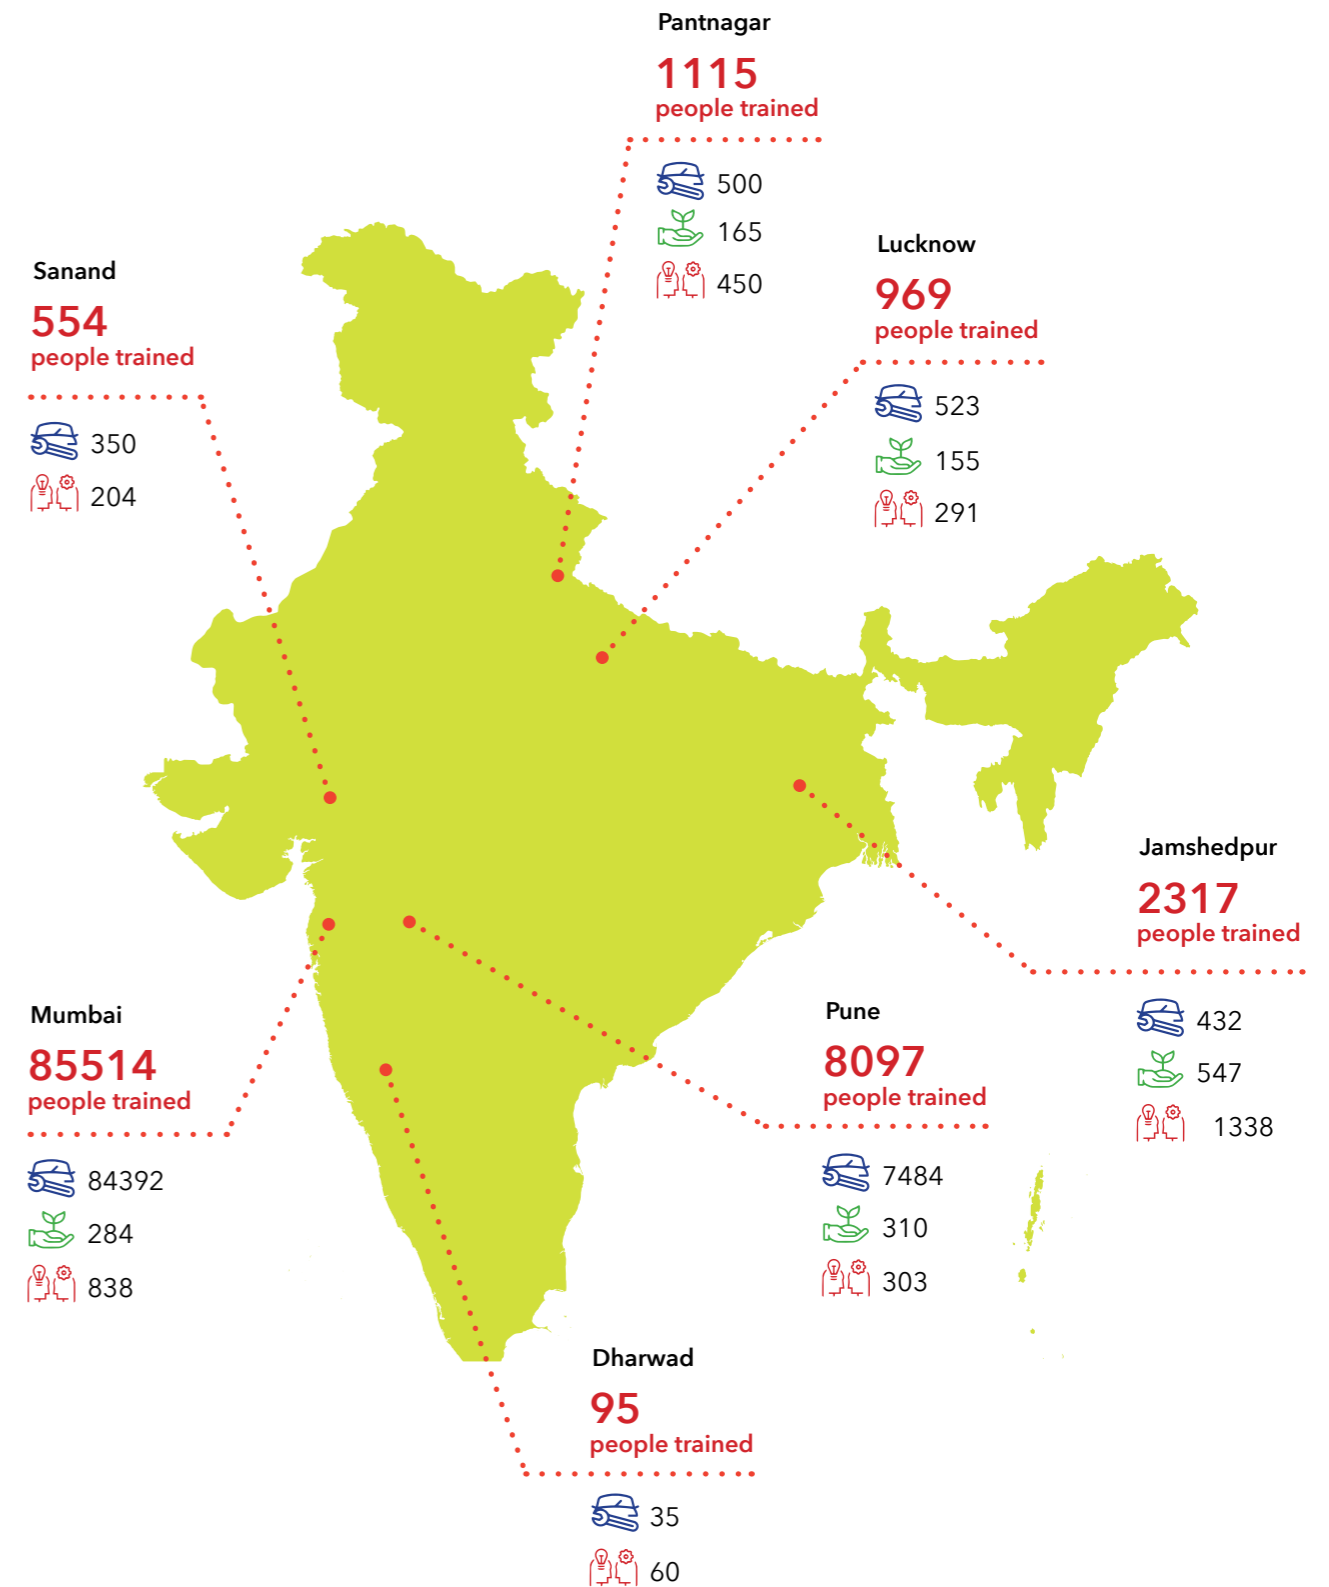 Pantnagar
1115
people trained
500
165
450
Lucknow
969
people trained
523
155
291
Sanand
554
people trained
350
204
Jamshedpur
2317
people trained
432
547
1338
Mumbai
85514
people trained
84392
284
838
Pune
8097
people trained
7484
310
303
Dharwad
95
people trained
35
60